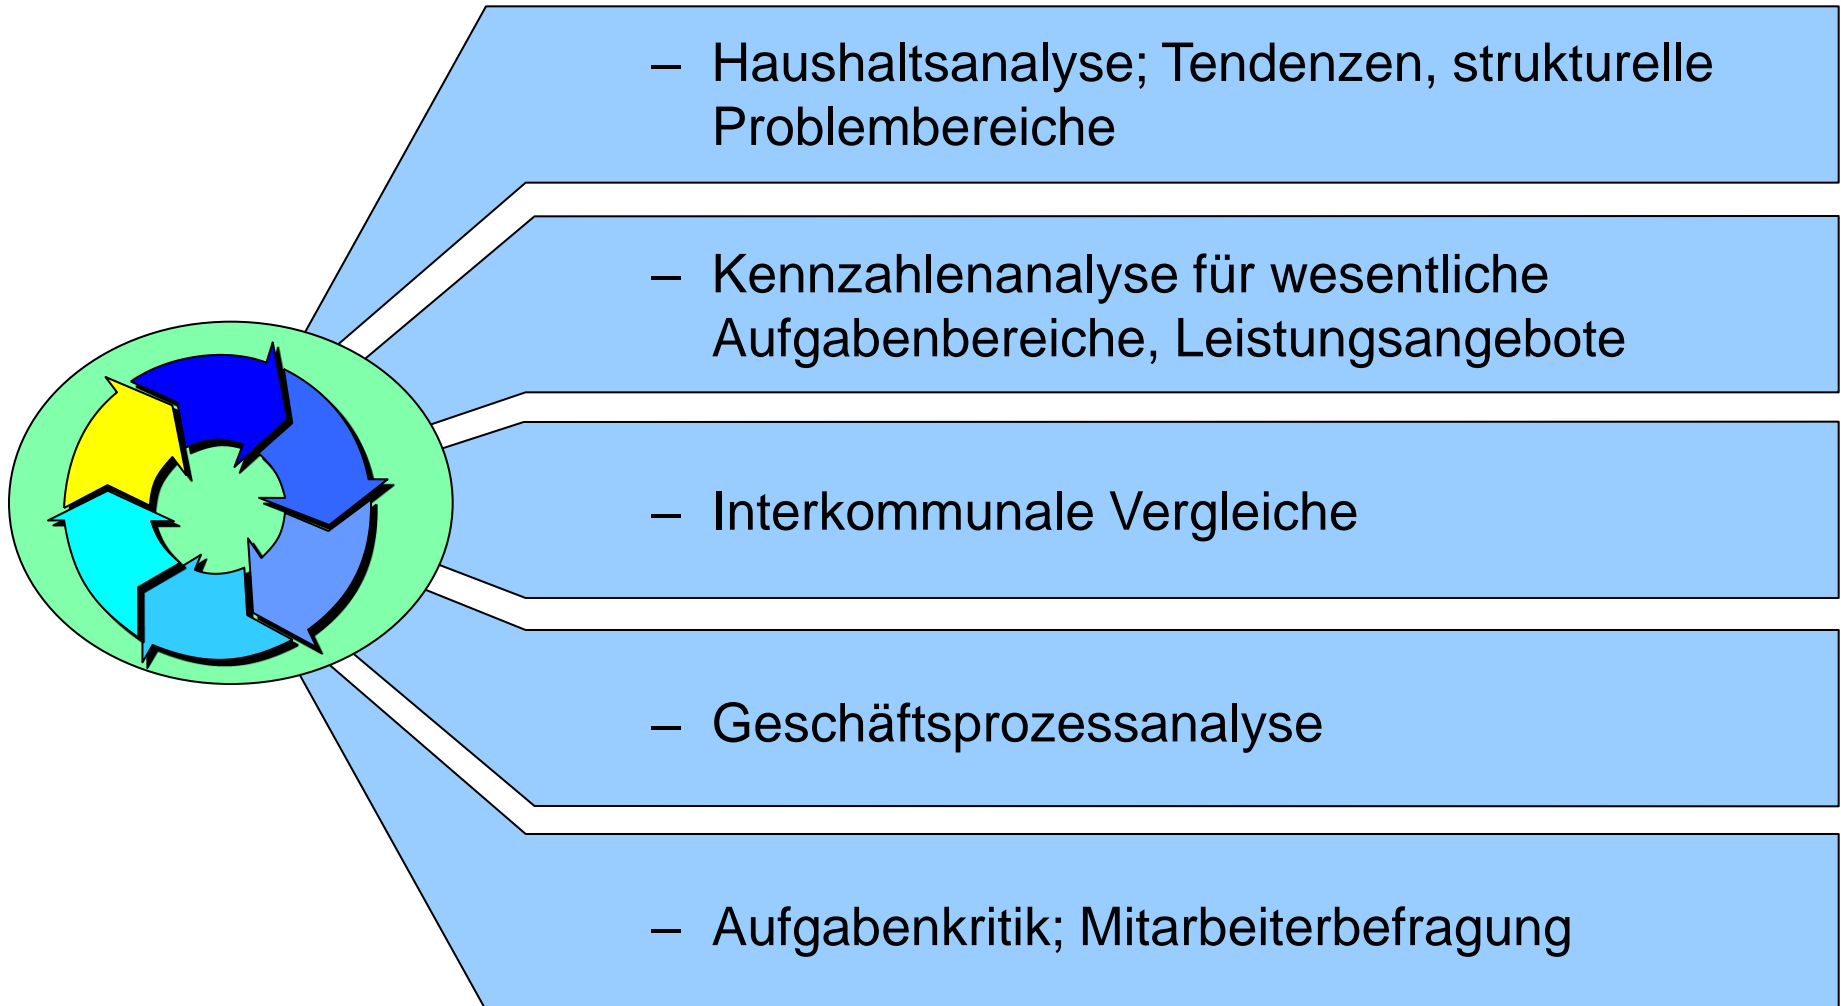 – Haushaltsanalyse; Tendenzen, strukturelle
Problembereiche
– Kennzahlenanalyse für wesentliche
Aufgabenbereiche, Leistungsangebote
– Interkommunale Vergleiche
– Geschäftsprozessanalyse
– Aufgabenkritik; Mitarbeiterbefragung